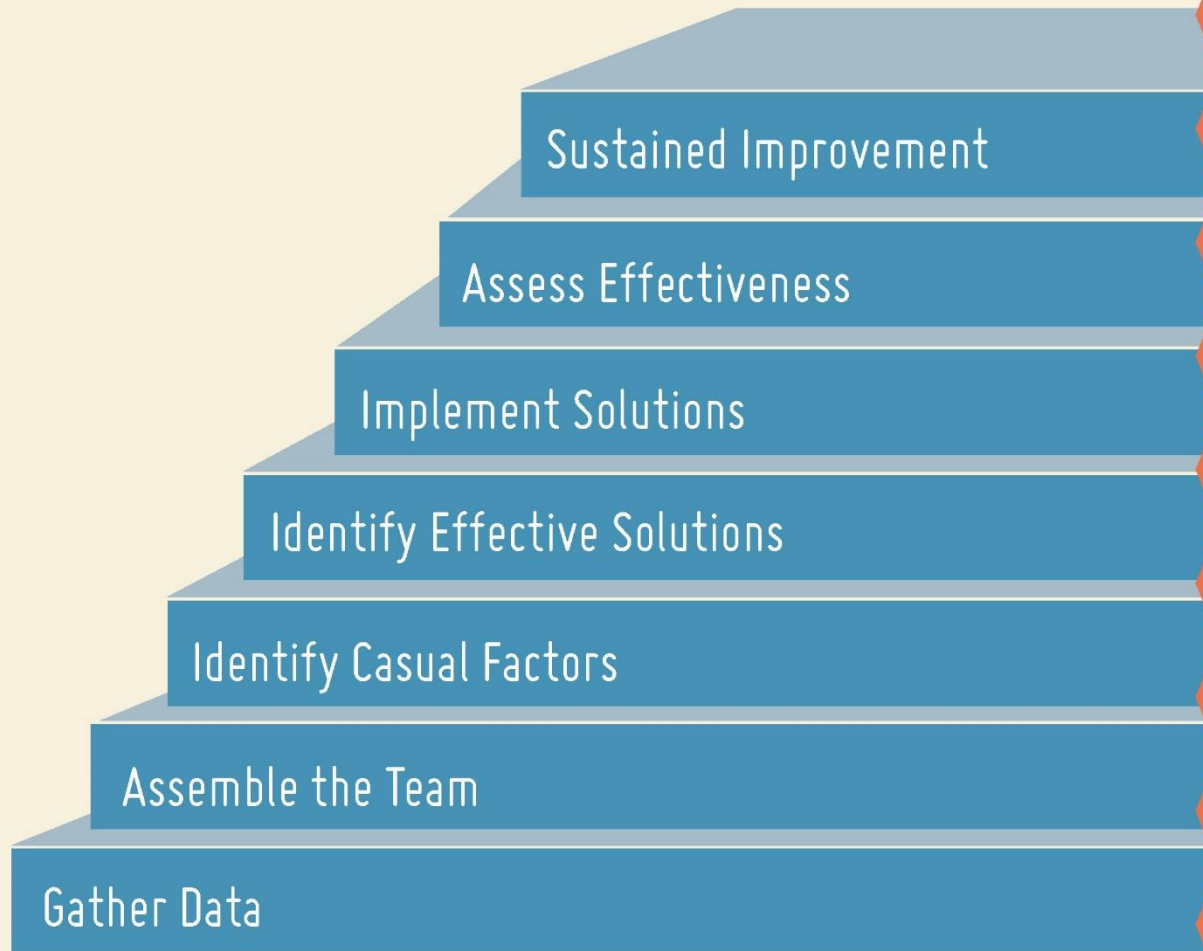 Sustained Improvement
Assess Effectiveness
Implement Solutions
Identify Effective Solutions
Identify Casual Factors
Assemble the Team
Gather Data